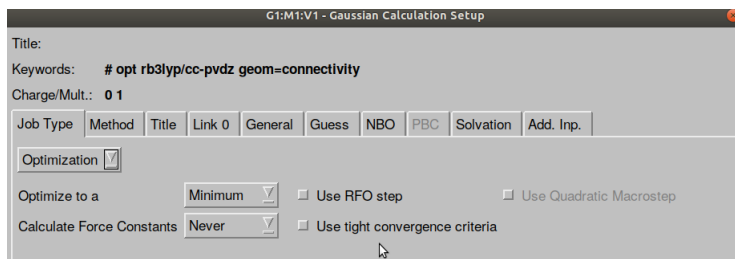 G1:M1:V1 - Gaussian Calculation Setup
Title:
Keywords: # opt rb3lyp/cc-pvdz geom=connectivity
Charge/Mult.: 0 1
Job Type Method Title Link 0 General Guess NBO PBC Solvation Add. Inp.
Optimization
Optimize to a Minimum Use RFO step Use Quadratic Macrostep
Calculate Force Constants Never Use tight convergence criteria